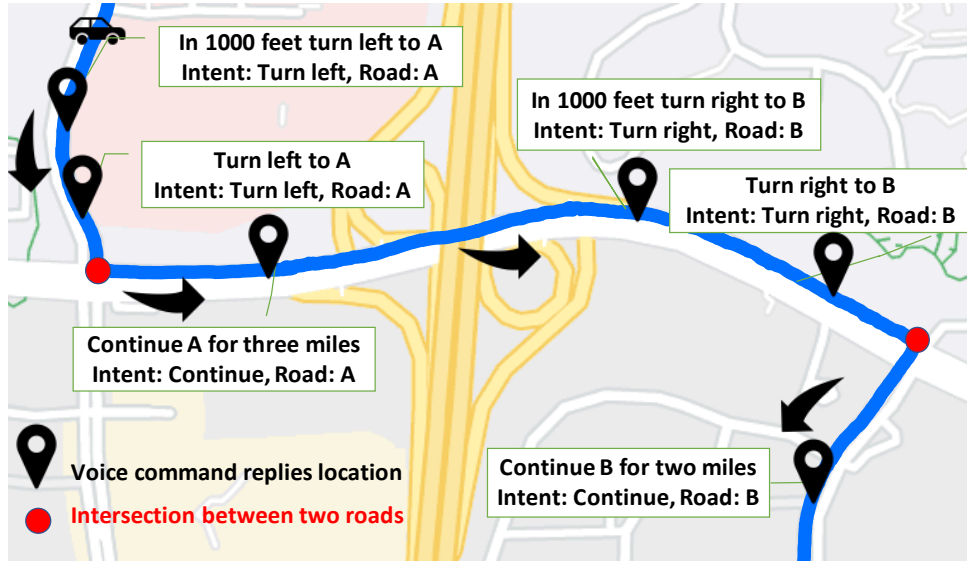 In 1000 feet turn left to A
Intent: Turn left, Road: A
In 1000 feet turn right to B
Intent: Turn right, Road: B
Turn left to A
Intent: Turn left, Road: A
Turn right to B
Intent: Turn right, Road: B
Continue A for three miles
Intent: Continue, Road: A
Continue B for two miles
Intent: Continue, Road: B
Voice command replies location
Intersection between two roads